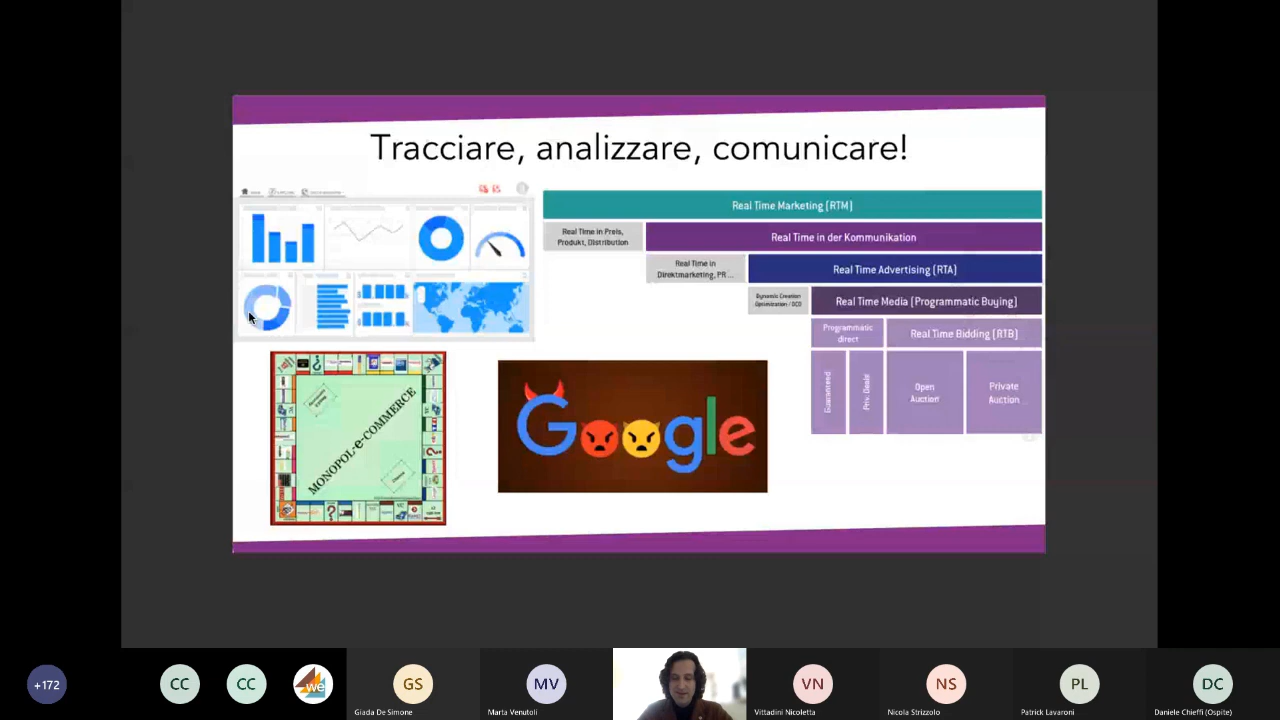 Tracciare, analizzare, comunicare!
Real Time Marketing (RTM)
Real Time in Preis,
Produkt, Distribution
Real Time in der Kommunikation
Real Time in
Direktmarketing, PR ...
Real Time Advertising (RTA)
Dynamic Creation
Optimization / DCO
Real Time Media (Programmatic Buying)
Programmatic
direct
Real Time Bidding (RTB)
Guaranteed
Priv. Deals
Open
Auction
Private
Auction
MONOPOL-e-COMMERCE
Google
+172
CC
CC
we
GS
Giada De Simone
MV
Marta Venutoli
VN
Vittadini Nicoletta
NS
Nicola Strizzolo
PL
Patrick Lavaroni
DC
Daniele Chieffi (Ospite)